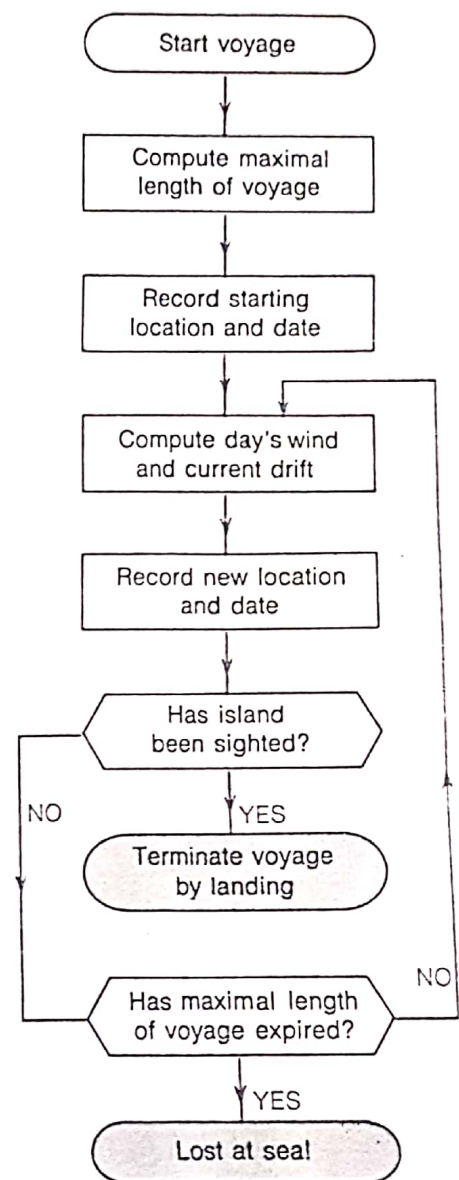 Start voyage
Compute maximal
length of voyage
Record starting
location and date
Compute day's wind
and current drift
Record new location
and date
Has island
been sighted?
NO
YES
Terminate voyage
by landing
NO
Has maximal length
of voyage expired?
YES
Lost at sea!